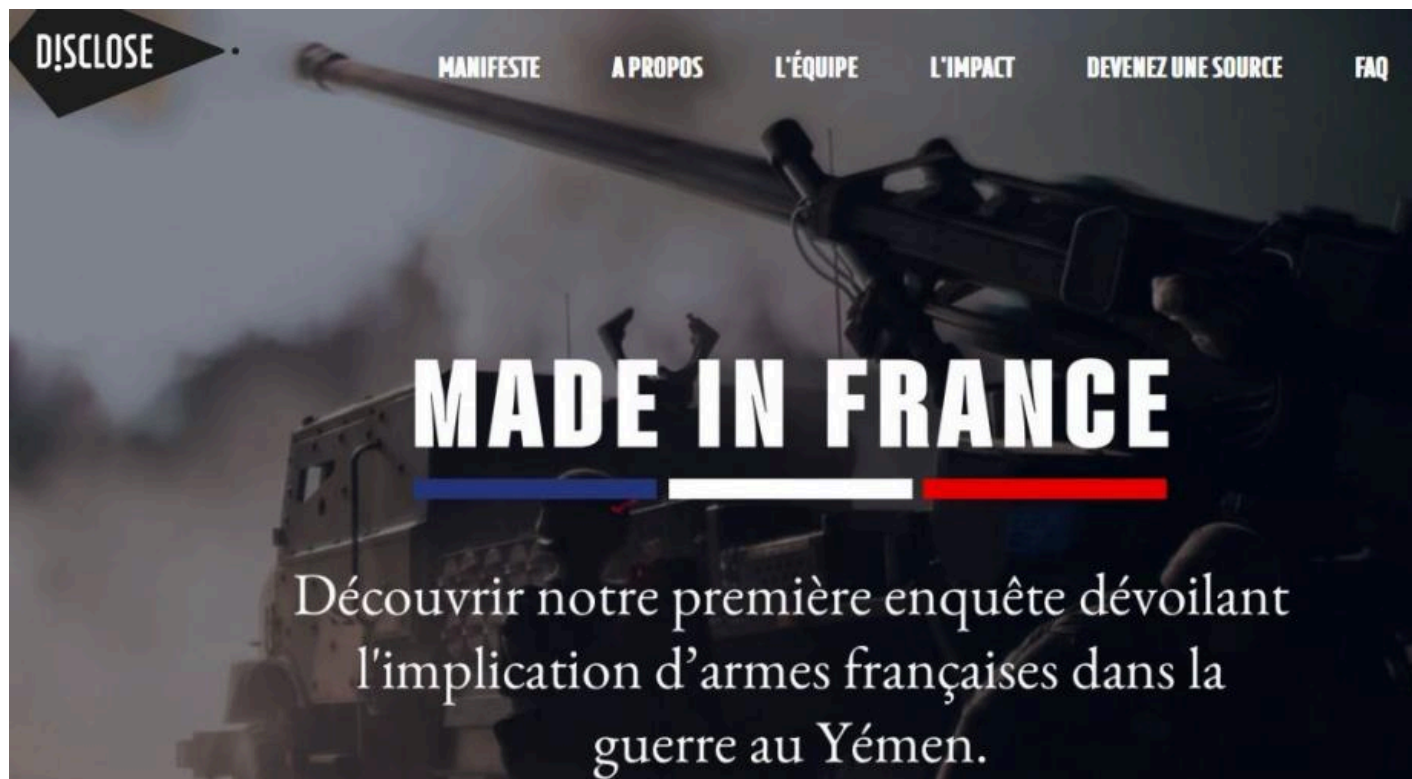 D!SCLOSE
MANIFESTE A PROPOS L'ÉQUIPE L'IMPACT DEVENEZ UNE SOURCE FAQ
MADE IN FRANCE
Découvrir notre première enquête dévoilant
l'implication d’armes françaises dans la
guerre au Yémen.